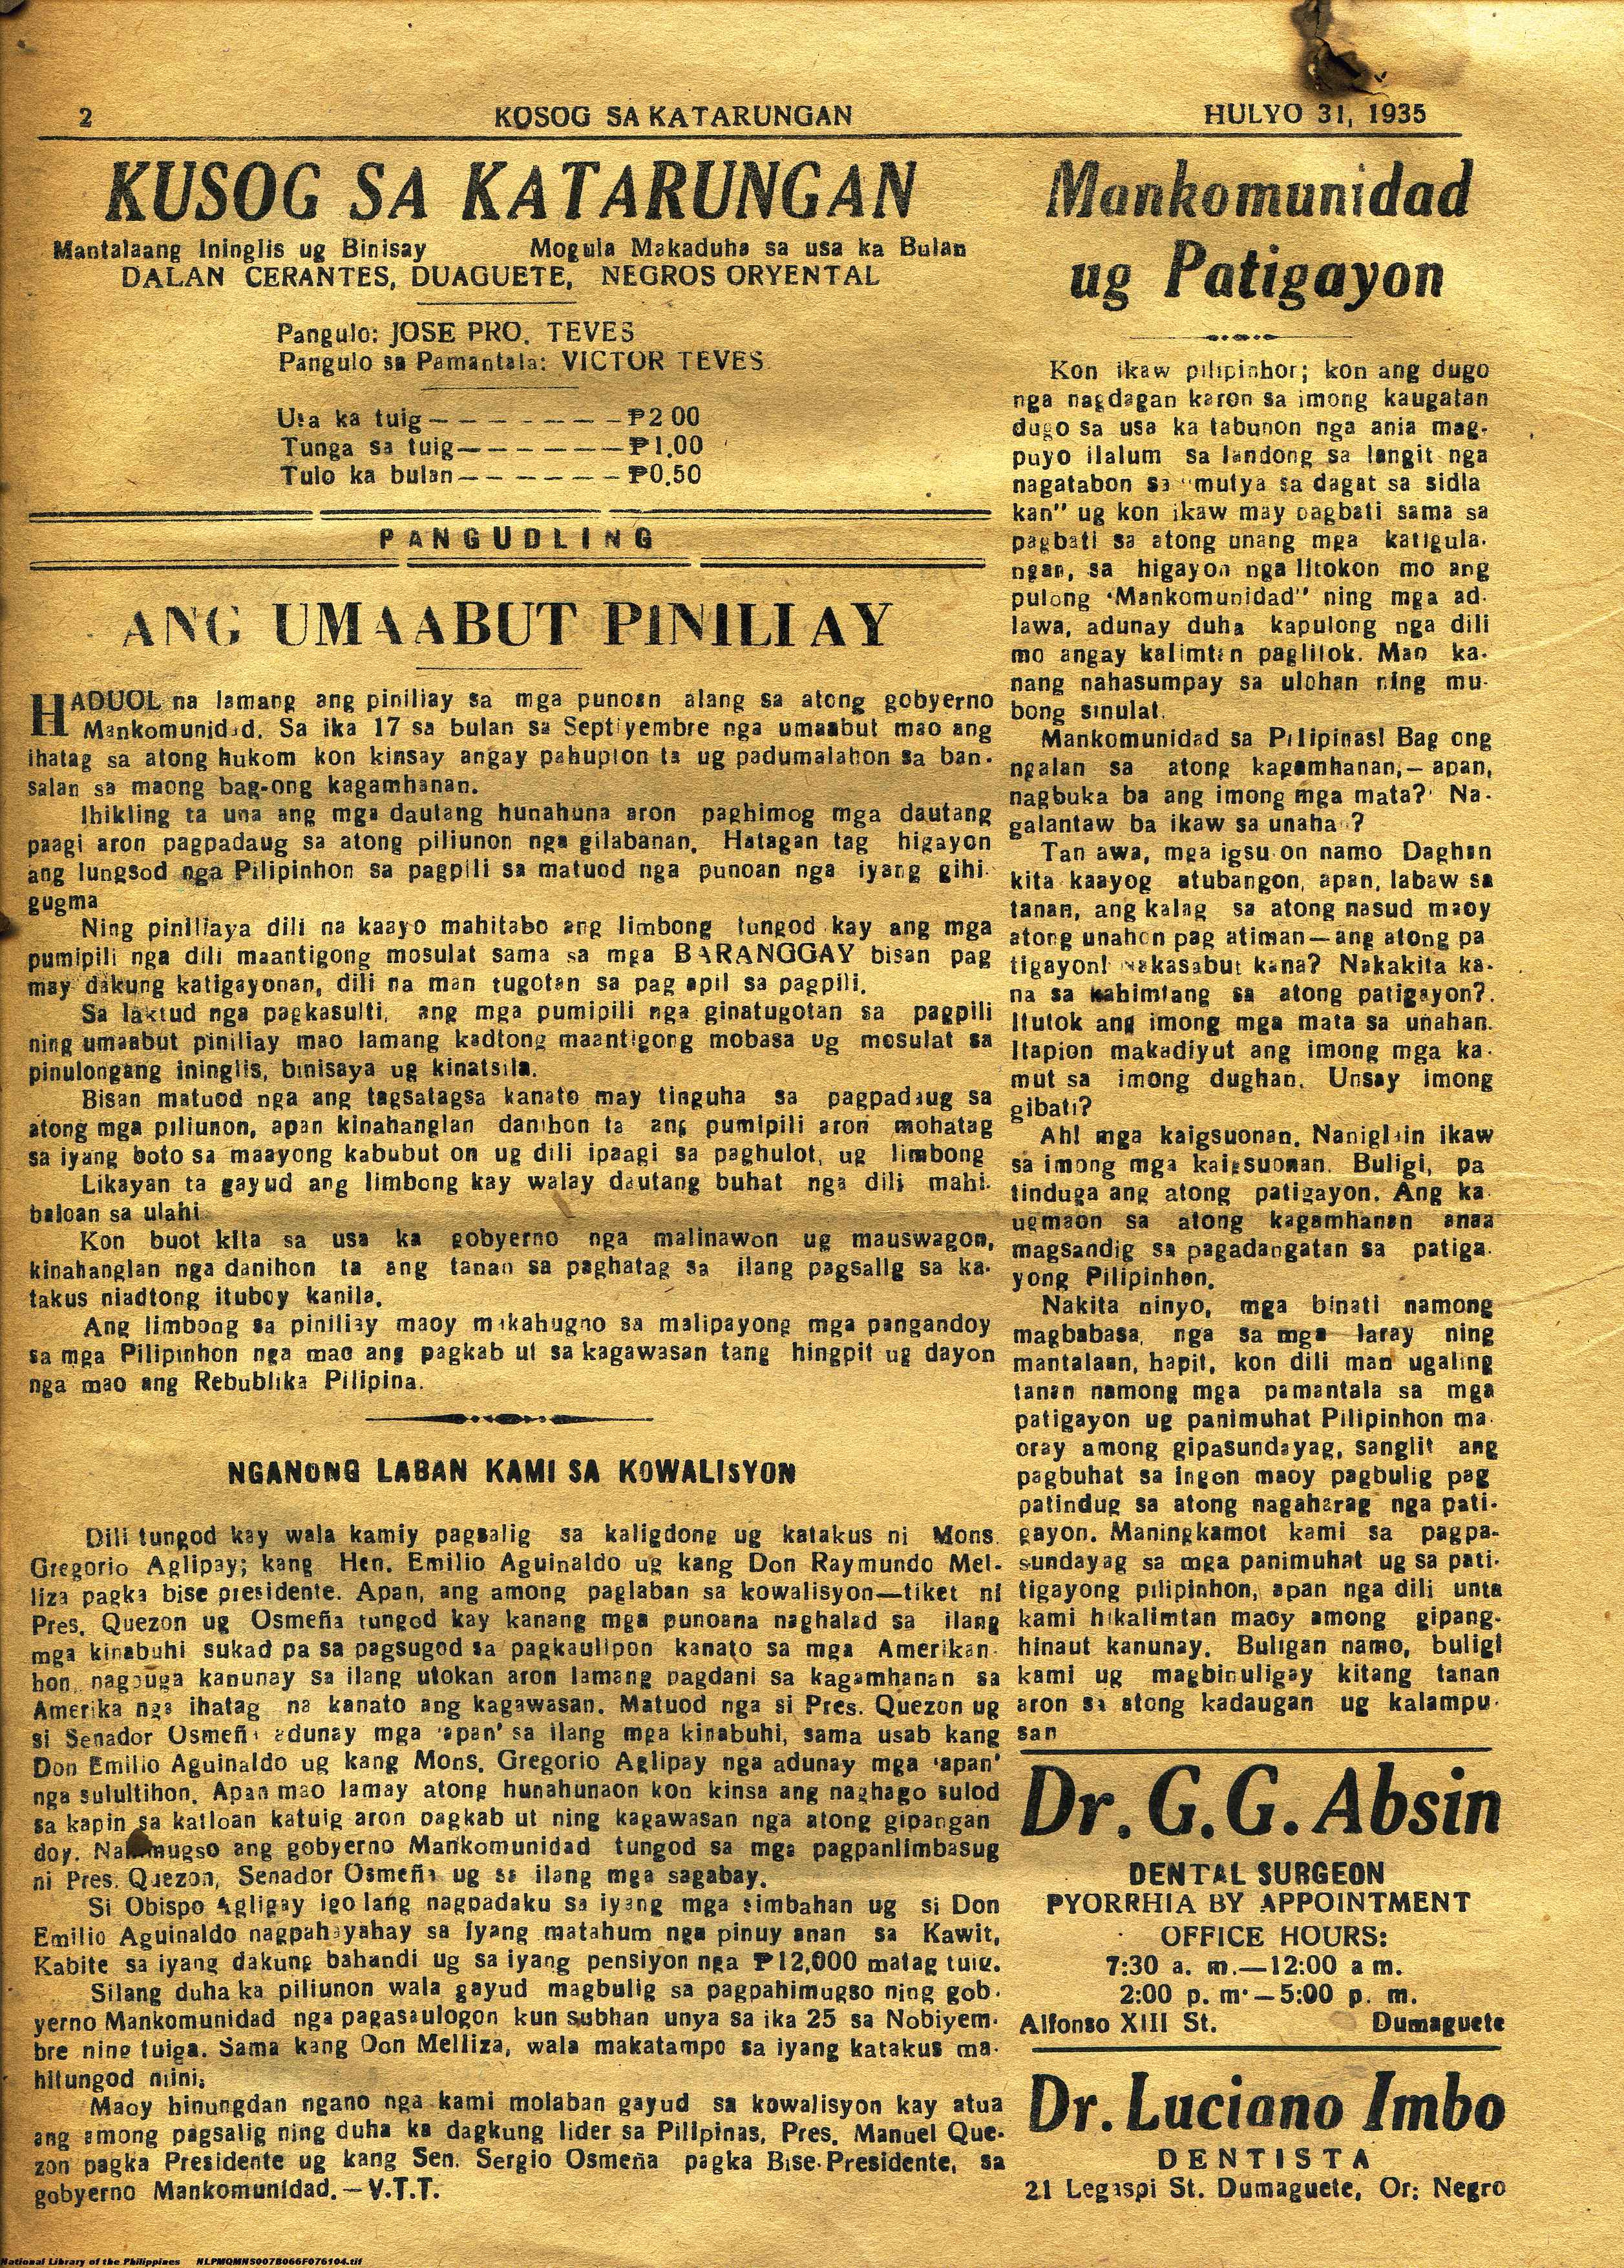 2 KOSOG SA KATARUNGAN HULYO 31, 1935
KUSOG SA KATARUNGAN
Mantalaang Ininglis ug Binisay Mogula Makaduha sa usa ka Bulan
DALAN CERANTES, DUAGUETE, NEGROS ORYENTAL
Pangulo: JOSE PRO. TEVES
Pangulo sa Pamantala: VICTOR TEVES
Usa ka tuig – – – – – – – ₱2 00
Tunga sa tuig – – – – – – – ₱1.00
Tulo ka bulan – – – – – – – ₱0.50
PANGUDLING
ANG UMAABUT PINILIAY
HADUOL na lamang ang piniliay sa mga punoan alang sa atong gobyerno
Mankomunidad. Sa ika 17 sa bulan sa Septiyembre nga umaabut mao ang
ihatag sa atong hukom kon kinsay angay pahupton ta ug padumalahon sa ban-
salan sa maong bag-ong kagamhanan.
Ihikling ta una ang mga dautang hunahuna aron paghimog mga dautang
paagi aron pagpadaug sa atong piliunon nga gilabanan. Hatagan tag higayon
ang lungsod nga Pilipinhon sa pagpili sa matuod nga punoan nga iyang gihi-
gugma
Ning piniliaya dili na kaayo mahitabo ang limbong tungod kay ang mga
pumipili nga dili maantigong mosulat sama sa mga BARANGGAY bisan pag
may dakung katigayonan, dili na man tugotan sa pag apil sa pagpili.
Sa laktud nga pagkasulti, ang mga pumipili nga ginatugotan sa pagpili
ning umaabut piniliay mao lamang kadtong maantigong mobasa ug mosulat sa
pinulongang ininglis, binisaya ug kinatsila.
Bisan matuod nga ang tagsatagsa kanato may tinguha sa pagpadaug sa
atong mga piliunon, apan kinahanglan danihon ta ang pumipili aron mohatag
sa iyang boto sa maayong kabubut on ug dili ipaagi sa paghulot, ug limbong
Likayan ta gayud ang limbong kay walay dautang buhat nga dili mahi-
baloan sa ulahi
Kon buot kita sa usa ka gobyerno nga malinawon ug mauswagon,
kinahanglan nga danihon ta ang tanan sa paghatag sa ilang pagsalig sa ka-
takus niadtong ituboy kanila.
Ang limbong sa piniliay maoy makahugno sa malipayong mga pangandoy
sa mga Pilipinhon nga mao ang pagkab ut sa kagawasan tang hingpit ug dayon
nga mao ang Rebublika Pilipina.
NGANONG LABAN KAMI SA KOWALISYON
Dili tungod kay wala kamiy pagsalig sa kaligdong ug katakus ni Mons.
Gregorio Aglipay; kang Hen. Emilio Aguinaldo ug kang Don Raymundo Mel-
liza pagka bise presidente. Apan, ang among paglaban sa kowalisyon—tiket ni
Pres. Quezon ug Osmeña tungod kay kanang mga punoana naghalad sa ilang
mga kinabuhi sukad pa sa pagsugod sa pagkaulipon kanato sa mga Amerikan-
hon, nagpuga kanunay sa ilang utokan aron lamang pagdani sa kagamhanan sa
Amerika nga ihatag na kanato ang kagawasan. Matuod nga si Pres. Quezon ug
si Senador Osmeña adunay mga 'apan' sa ilang mga kinabuhi, sama usab kang
Don Emilio Aguinaldo ug kang Mons. Gregorio Aglipay nga adunay mga 'apan'
nga sulultihon. Apan mao lamay atong hunahunaon kon kinsa ang naghago sulod
sa kapin sa katloan katuig aron pagkab ut ning kagawasan nga atong gipangan
doy. Nahimugso ang gobyerno Mankomunidad tungod sa mga pagpanlimbasug
ni Pres. Quezon, Senador Osmeña ug sa ilang mga sagabay.
Si Obispo Agligay igo lang nagpadaku sa iyang mga simbahan ug si Don
Emilio Aguinaldo nagpahayahay sa iyang matahum nga pinuy anan sa Kawit,
Kabite sa iyang dakung bahandi ug sa iyang pensiyon nga ₱12,000 matag tuig.
Silang duha ka piliunon wala gayud magbulig sa pagpahimugso ning gob-
yerno Mankomunidad nga pagasaulogon kun subhan unya sa ika 25 sa Nobiyem-
bre ning tuiga. Sama kang Don Melliza, wala makatampo sa iyang katakus ma-
hitungod niini.
Maoy hinungdan ngano nga kami molaban gayud sa kowalisyon kay atua
ang among pagsalig ning duha ka dagkung lider sa Pilipinas, Pres. Manuel Que-
zon pagka Presidente ug kang Sen. Sergio Osmeña pagka Bise-Presidente, sa
gobyerno Mankomunidad.—V.T.T.
Mankomunidad
ug Patigayon
Kon ikaw pilipinhor; kon ang dugo
nga nagdagan karon sa imong kaugatan
dugo sa usa ka tabunon nga ania mag-
puyo ilalum sa landong sa langit nga
nagatabon sa "mutya sa dagat sa sidla
kan" ug kon ikaw may pagbati sama sa
pagbati sa atong unang mga katigula-
ngan, sa higayon nga litokon mo ang
pulong 'Mankomunidad" ning mga ad-
lawa, adunay duha kapulong nga dili
mo angay kalimtan paglitok. Mao ka-
nang nahasumpay sa ulohan ning mu-
bong sinulat.
Mankomunidad sa Pilipinas! Bag ong
ngalan sa atong kagamhanan,— apan,
nagbuka ba ang imong mga mata? Na-
galantaw ba ikaw sa unahan?
Tan awa, mga igsu on namo Daghan
kita kaayog atubangon, apan, labaw sa
tanan, ang kalag sa atong nasud maoy
atong unahon pag atiman—ang atong pa
tigayon! Nakasabut kana? Nakakita ka-
na sa kahimtang sa atong patigayon?.
Itutok ang imong mga mata sa unahan.
Itapion makadiyut ang imong mga ka-
mut sa imong dughan. Unsay imong
gibati?
Ah! mga kaigsuonan. Naniglain ikaw
sa imong mga kaigsuonan. Buligi, pa
tinduga ang atong patigayon. Ang ka
ugmaon sa atong kagamhanan anaa
magsandig sa pagadangatan sa patiga-
yong Pilipinhon.
Nakita ninyo, mga binati namong
magbabasa, nga sa mga laray ning
mantalaan, hapit, kon dili man ugaling
tanan namong mga pamantala sa mga
patigayon ug panimuhat Pilipinhon ma-
oray among gipasundayag, sanglit ang
pagbuhat sa ingon maoy pagbulig pag
patindug sa atong nagaharag nga pati-
gayon. Maningkamot kami sa pagpa-
sundayag sa mga panimuhat ug sa pati-
tigayong pilipinhon, apan nga dili unta
kami hikalimtan maoy among gipang-
hinaut kanunay. Buligan namo, buligi
kami ug magbinuligay kitang tanan
aron sa atong kadaugan ug kalampu-
san
Dr. G. G. Absin
DENTAL SURGEON
PYORRHIA BY APPOINTMENT
OFFICE HOURS:
7:30 a. m.—12:00 a m.
2:00 p. m·—5:00 p. m.
Alfonso XIII St. Dumaguete
Dr. Luciano Imbo
DENTISTA
21 Legaspi St. Dumaguete, Or: Negro
National Library of the Philippines NLPMQMNS007B066F076104.tif